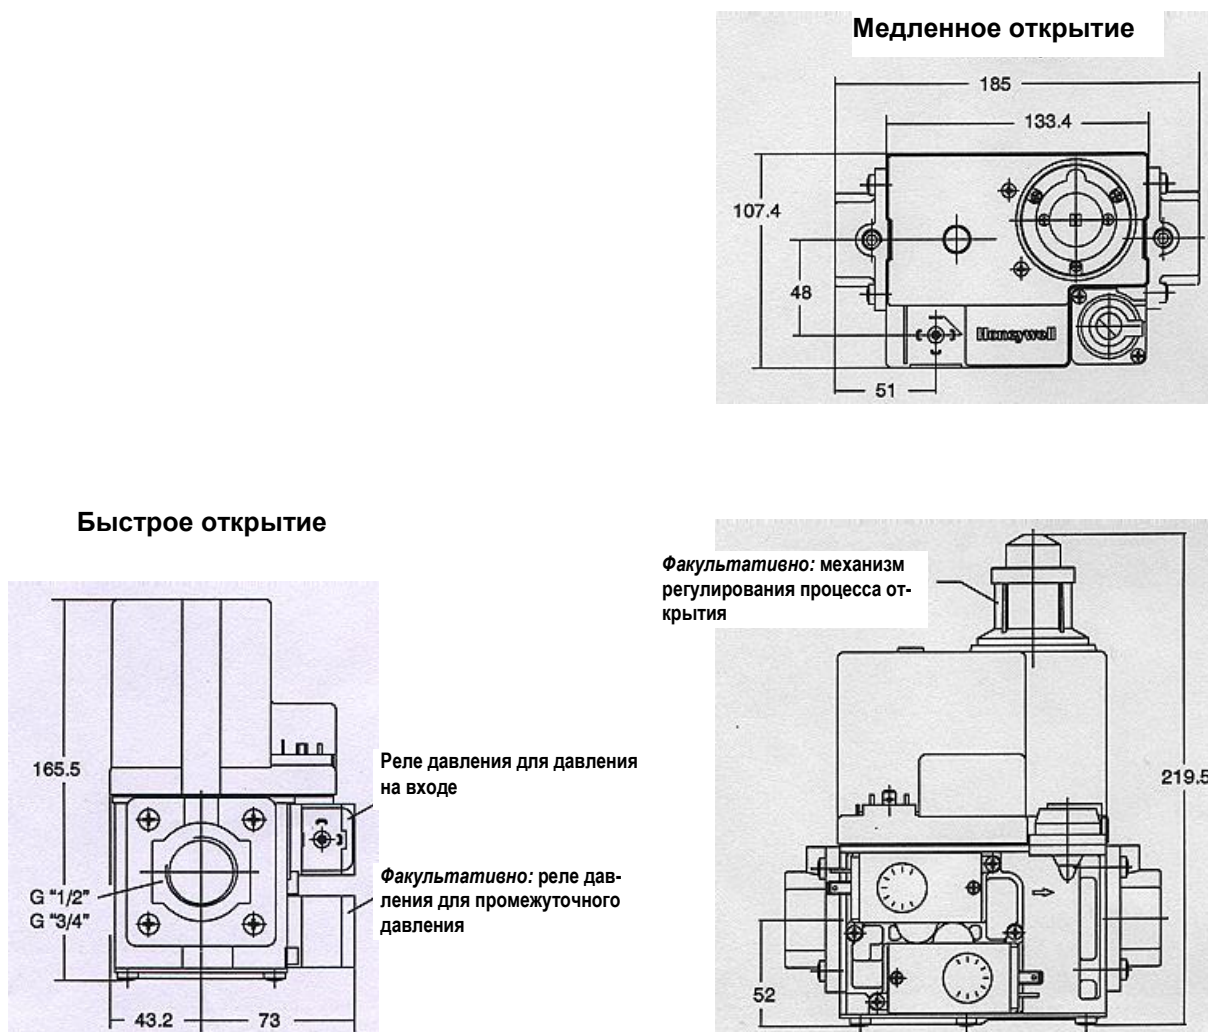 Медленное открытие
185
133.4
107.4
48
Honeywell
51
Быстрое открытие
Факультативно: механизм
регулирования процесса от-
крытия
165.5
Реле давления для давления
на входе
219.5
Факультативно: реле дав-
ления для промежуточного
давления
G “1/2”
G “3/4”
52
43.2
73